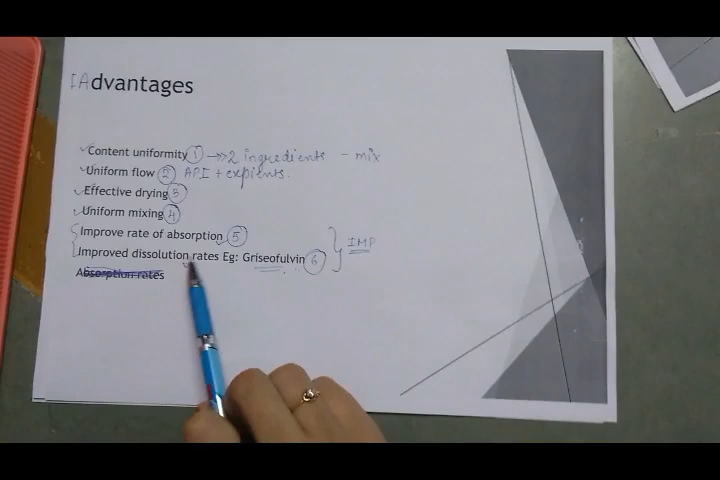 Advantages
Content uniformity 1 → 2 ingredients - mix
Uniform flow 2 API + expients.
Effective drying 3
Uniform mixing 4
Improve rate of absorption 5
IMP
Improved dissolution rates Eg: Griseofulvin 6
Absorption rates